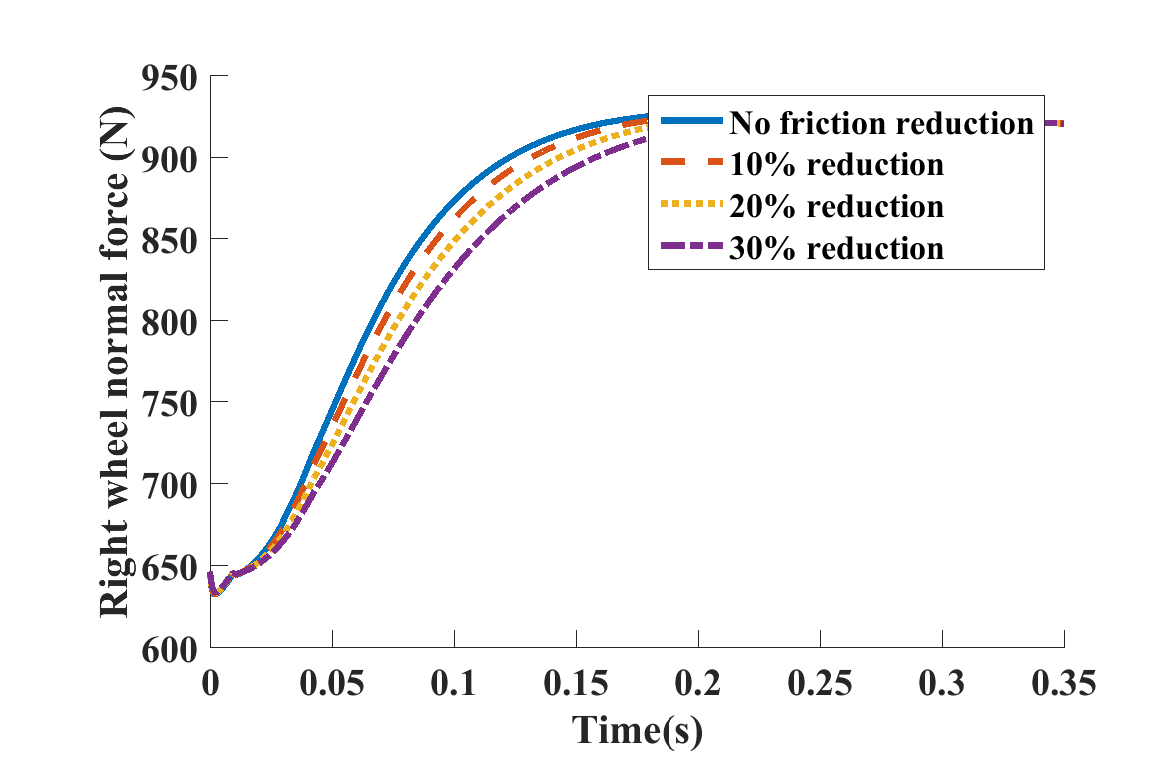 Right wheel normal force (N)
950
900
850
800
750
700
650
600
0
0.05
0.1
0.15
0.2
0.25
0.3
0.35
Time(s)
No friction reduction
10% reduction
20% reduction
30% reduction